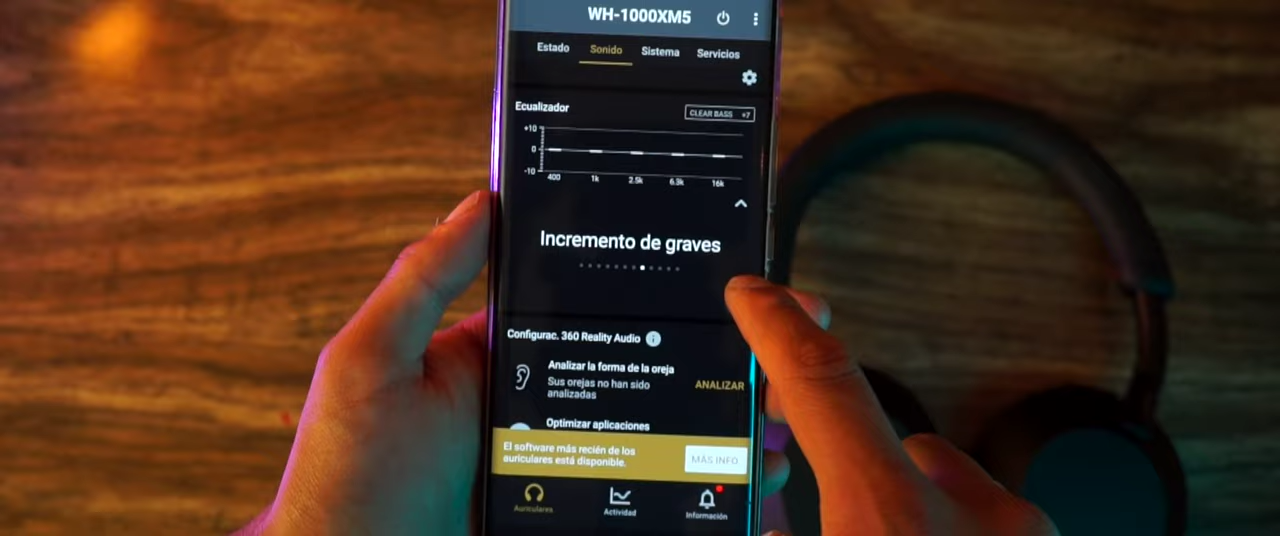 WH-1000XM5
Estado Sonido Sistema Servicios
Ecualizador
CLEAR BASS +7
+10
0
-10
400 1k 2.5k 6.3k 16k
Incremento de graves
Configurac. 360 Reality Audio
Analizar la forma de la oreja
Sus orejas no han sido
analizadas
ANALIZAR
Optimizar aplicaciones
El software más recién de los
auriculares está disponible.
MÁS INFO
Auriculares Actividad Información